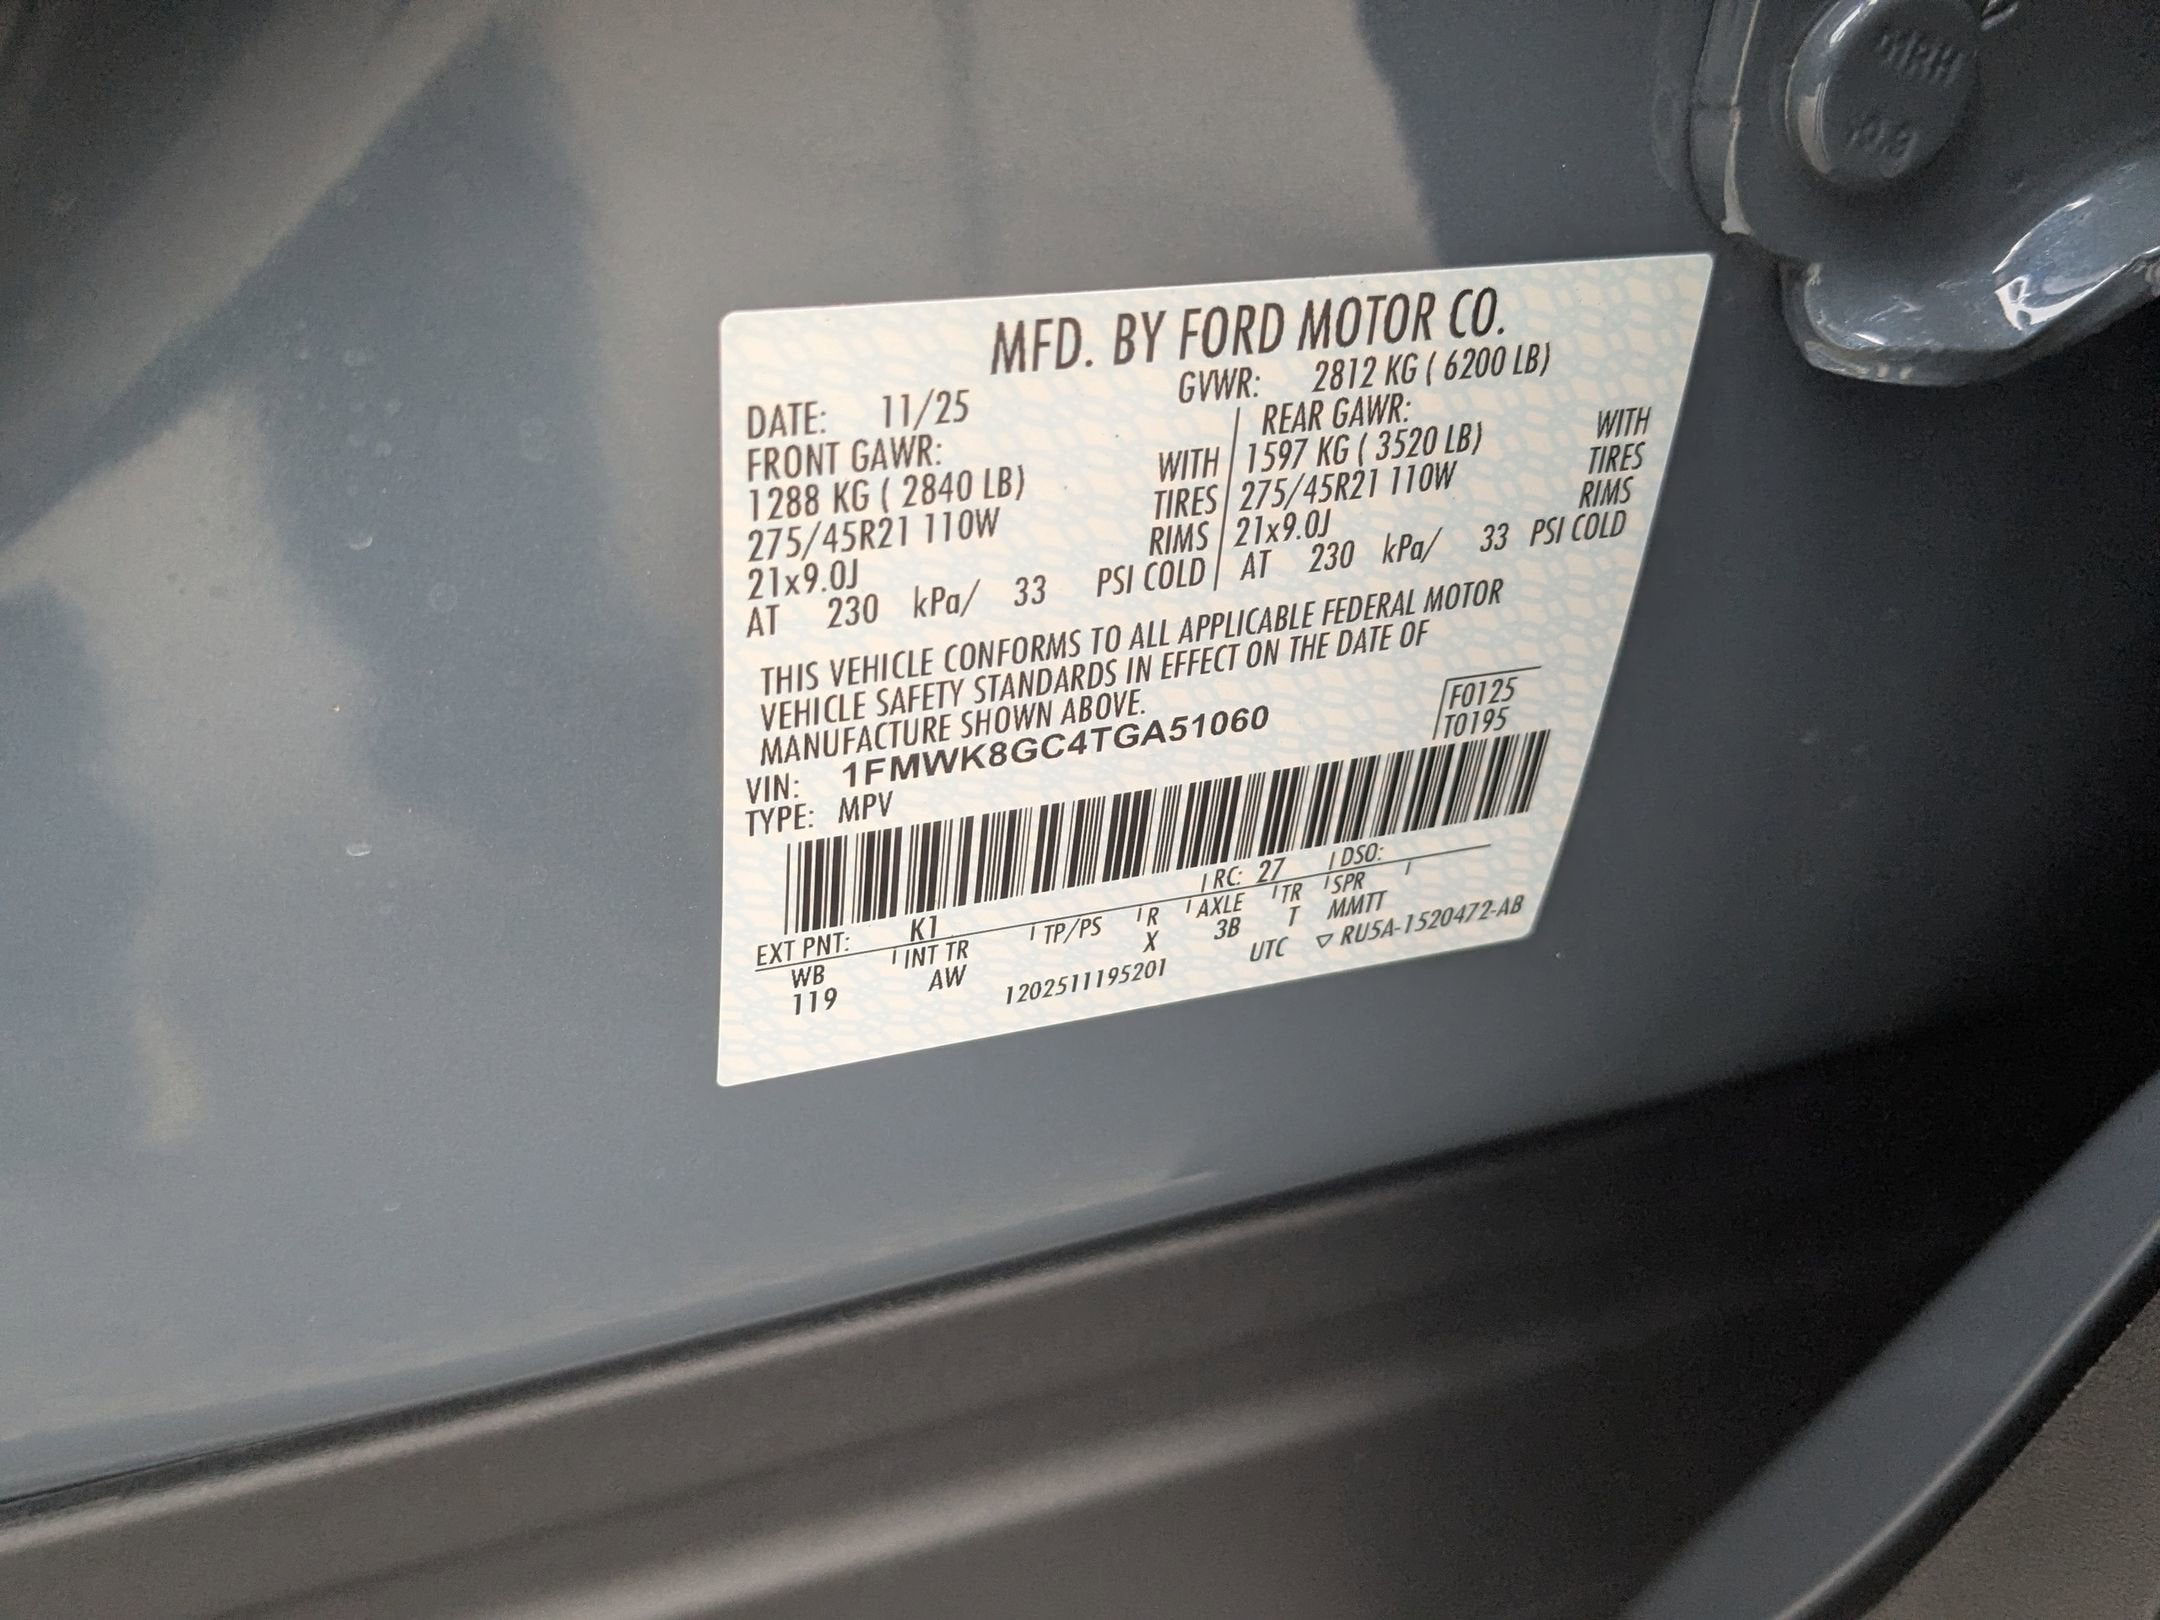 MFD. BY FORD MOTOR CO.
DATE: 11/25 GVWR: 2812 KG ( 6200 LB)
FRONT GAWR: REAR GAWR:
1288 KG ( 2840 LB) WITH 1597 KG ( 3520 LB) WITH
275/45R21 110W TIRES 275/45R21 110W TIRES
21x9.0J RIMS 21x9.0J RIMS
AT 230 kPa/ 33 PSI COLD AT 230 kPa/ 33 PSI COLD
THIS VEHICLE CONFORMS TO ALL APPLICABLE FEDERAL MOTOR
VEHICLE SAFETY STANDARDS IN EFFECT ON THE DATE OF
MANUFACTURE SHOWN ABOVE.
VIN: 1FMWK8GC4TGA51060
F0125
T0195
TYPE: MPV
EXT PNT: K1 RC: 27 DSO:
WB INT TR TP/PS R AXLE TR SPR
119 AW X 3B T MMTT
1202511195201 UTC ▽ RU5A-1520472-AB